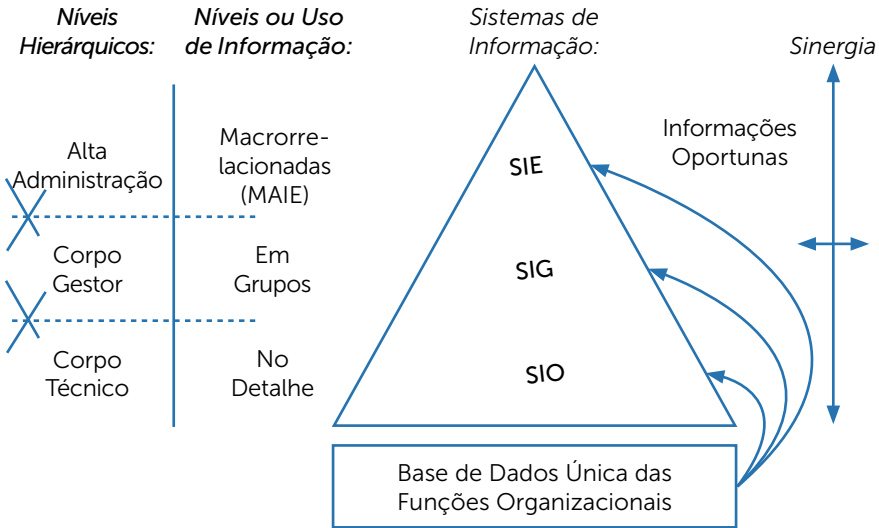 Níveis
Hierárquicos:
Níveis ou Uso
de Informação:
Sistemas de
Informação:
Sinergia
Alta
Administração
Macrorre-
lacionadas
(MAIE)
SIE
Informações
Oportunas
Corpo
Gestor
Em
Grupos
SIG
Corpo
Técnico
No
Detalhe
SIO
Base de Dados Única das
Funções Organizacionais